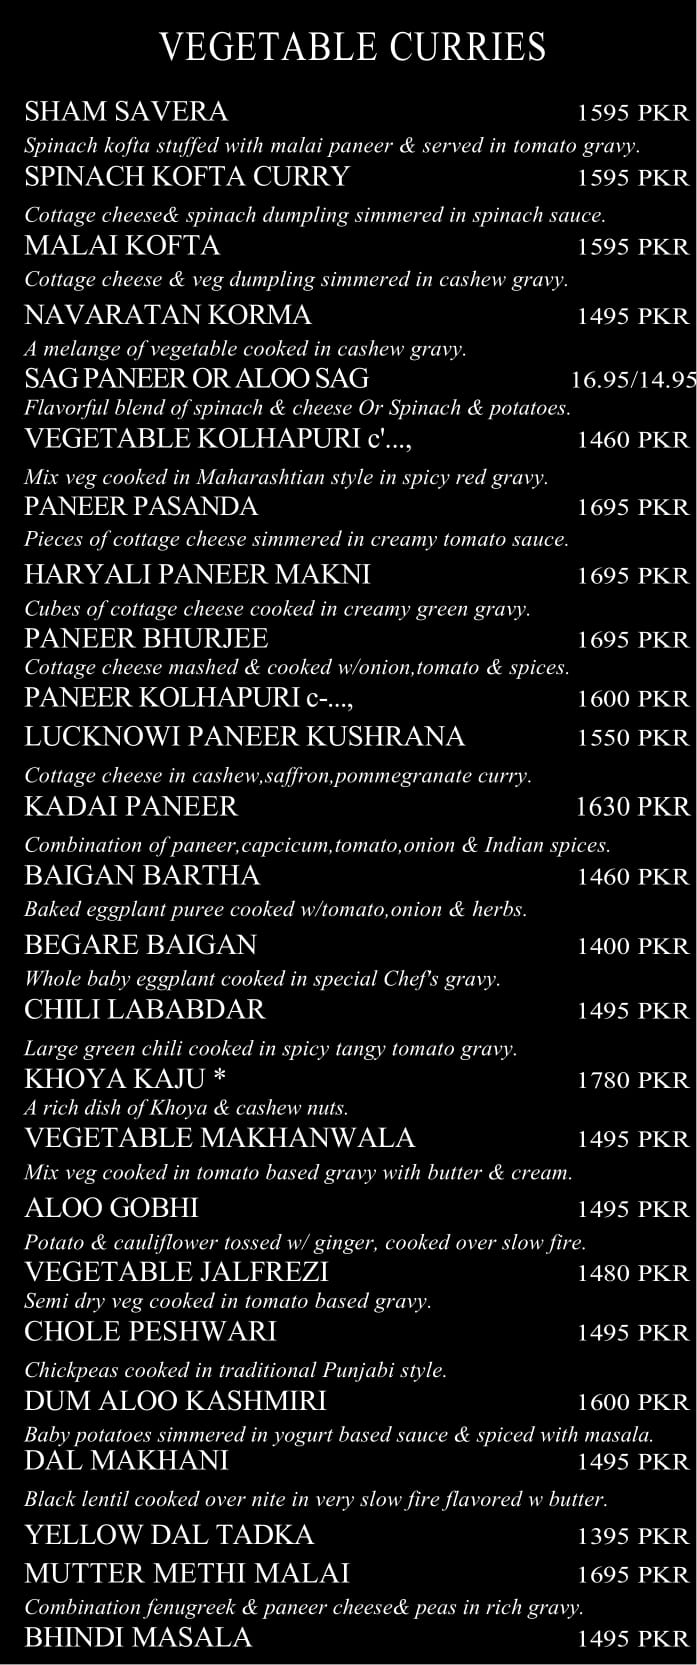 VEGETABLE CURRIES
SHAM SAVERA 1595 PKR
Spinach kofta stuffed with malai paneer & served in tomato gravy.
SPINACH KOFTA CURRY 1595 PKR
Cottage cheese& spinach dumpling simmered in spinach sauce.
MALAI KOFTA 1595 PKR
Cottage cheese & veg dumpling simmered in cashew gravy.
NAVARATAN KORMA 1495 PKR
A melange of vegetable cooked in cashew gravy.
SAG PANEER OR ALOO SAG 16.95/14.95
Flavorful blend of spinach & cheese Or Spinach & potatoes.
VEGETABLE KOLHAPURI c'..., 1460 PKR
Mix veg cooked in Maharashtian style in spicy red gravy.
PANEER PASANDA 1695 PKR
Pieces of cottage cheese simmered in creamy tomato sauce.
HARYALI PANEER MAKNI 1695 PKR
Cubes of cottage cheese cooked in creamy green gravy.
PANEER BHURJEE 1695 PKR
Cottage cheese mashed & cooked w/onion,tomato & spices.
PANEER KOLHAPURI c-..., 1600 PKR
LUCKNOWI PANEER KUSHRANA 1550 PKR
Cottage cheese in cashew,saffron,pommegranate curry.
KADAI PANEER 1630 PKR
Combination of paneer,capcicum,tomato,onion & Indian spices.
BAIGAN BARTHA 1460 PKR
Baked eggplant puree cooked w/tomato,onion & herbs.
BEGARE BAIGAN 1400 PKR
Whole baby eggplant cooked in special Chef's gravy.
CHILI LABABDAR 1495 PKR
Large green chili cooked in spicy tangy tomato gravy.
KHOYA KAJU * 1780 PKR
A rich dish of Khoya & cashew nuts.
VEGETABLE MAKHANWALA 1495 PKR
Mix veg cooked in tomato based gravy with butter & cream.
ALOO GOBHI 1495 PKR
Potato & cauliflower tossed w/ ginger, cooked over slow fire.
VEGETABLE JALFREZI 1480 PKR
Semi dry veg cooked in tomato based gravy.
CHOLE PESHWARI 1495 PKR
Chickpeas cooked in traditional Punjabi style.
DUM ALOO KASHMIRI 1600 PKR
Baby potatoes simmered in yogurt based sauce & spiced with masala.
DAL MAKHANI 1495 PKR
Black lentil cooked over nite in very slow fire flavored w butter.
YELLOW DAL TADKA 1395 PKR
MUTTER METHI MALAI 1695 PKR
Combination fenugreek & paneer cheese& peas in rich gravy.
BHINDI MASALA 1495 PKR